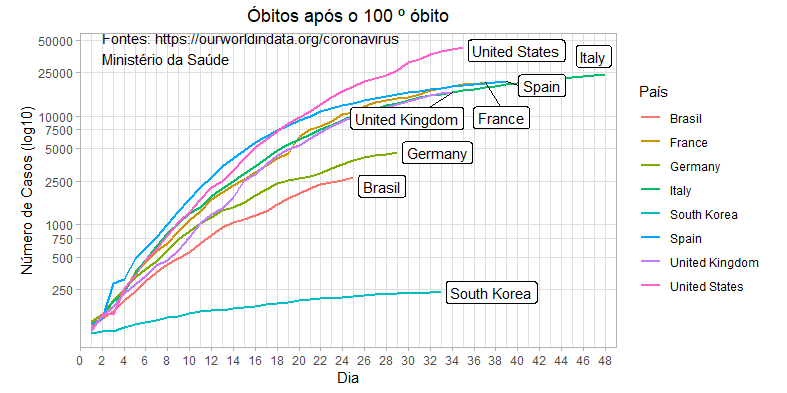 Óbitos após o 100 º óbito
Fontes: https://ourworldindata.org/coronavirus
Ministério da Saúde
Número de Casos (log10)
50000
25000
10000
7500
5000
2500
1000
750
500
250
United States
Italy
Spain
France
United Kingdom
Germany
Brasil
South Korea
0 2 4 6 8 10 12 14 16 18 20 22 24 26 28 30 32 34 36 38 40 42 44 46 48
Dia
País
Brasil
France
Germany
Italy
South Korea
Spain
United Kingdom
United States